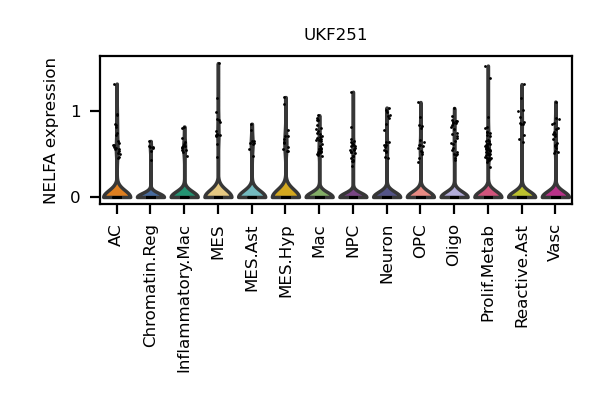 UKF251
NELFA expression
1
0
AC
Chromatin.Reg
Inflammatory.Mac
MES
MES.Ast
MES.Hyp
Mac
NPC
Neuron
OPC
Oligo
Prolif.Metab
Reactive.Ast
Vasc